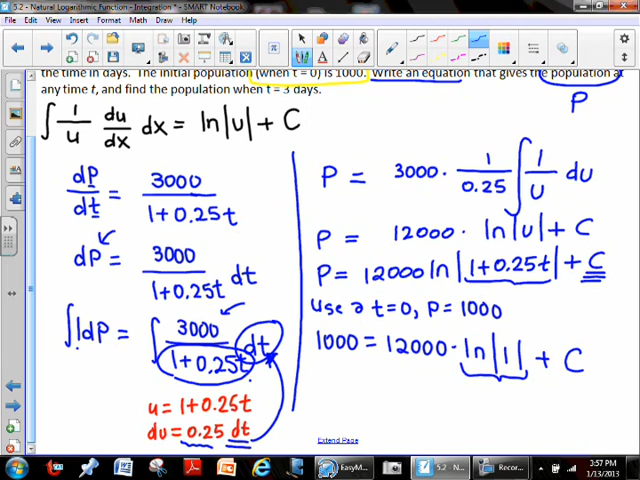 5.2 - Natural Logarithmic Function - Integration * - SMART Notebook
File Edit View Insert Format Tools Draw Help
the time in days. The initial population (when t = 0) is 1000. Write an equation that gives the population at
any time t, and find the population when t = 3 days.
P
∫ 1/u du/dx dx = ln|u| + C
dP/dt = 3000/(1+0.25t)
dP = 3000/(1+0.25t) dt
∫ 1dP = ∫ 3000/(1+0.25t) dt
u = 1+0.25t
du = 0.25 dt
P = 3000 · 1/0.25 ∫ 1/u du
P = 12000 · ln|u| + C
P = 12000 ln|1+0.25t| + C
use t=0, P = 1000
1000 = 12000 · ln|1| + C
Extend Page
EasyM...
5.2 - N...
Recor...
3:57 PM
1/13/2013